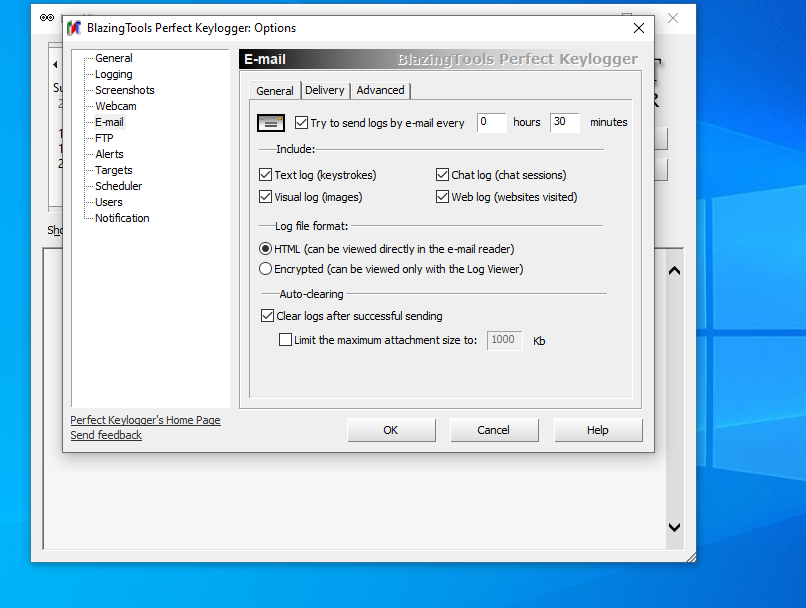 BlazingTools Perfect Keylogger: Options
General
Logging
Screenshots
Webcam
E-mail
FTP
Alerts
Targets
Scheduler
Users
Notification
E-mail BlazingTools Perfect Keylogger
General Delivery Advanced
Try to send logs by e-mail every 0 hours 30 minutes
Include:
Text log (keystrokes) Chat log (chat sessions)
Visual log (images) Web log (websites visited)
Log file format:
HTML (can be viewed directly in the e-mail reader)
Encrypted (can be viewed only with the Log Viewer)
Auto-clearing
Clear logs after successful sending
Limit the maximum attachment size to: 1000 Kb
Perfect Keylogger's Home Page
Send feedback
OK Cancel Help